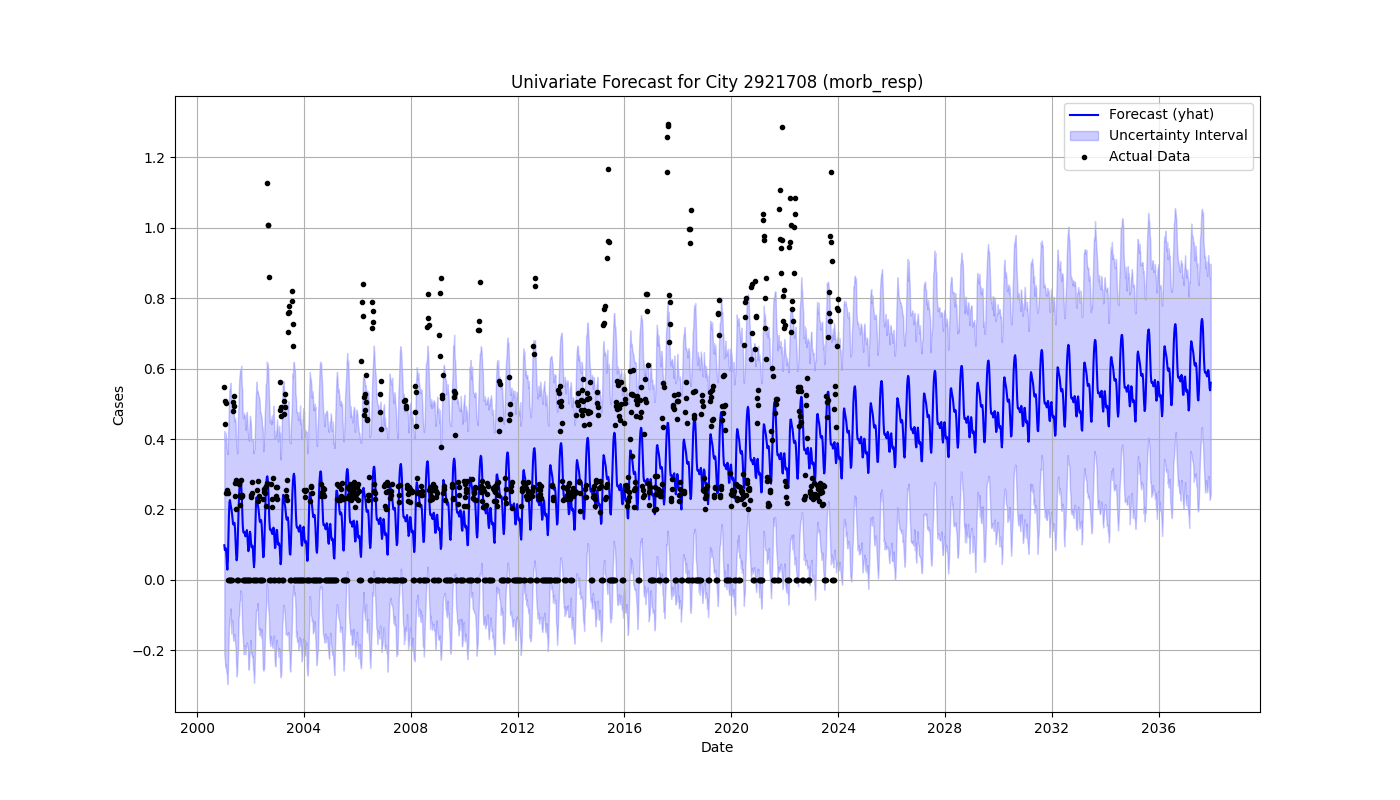 Univariate Forecast for City 2921708 (morb_resp)
Forecast (yhat)
Uncertainty Interval
Actual Data
Cases
1.2
1.0
0.8
0.6
0.4
0.2
0.0
−0.2
2000 2004 2008 2012 2016 2020 2024 2028 2032 2036
Date